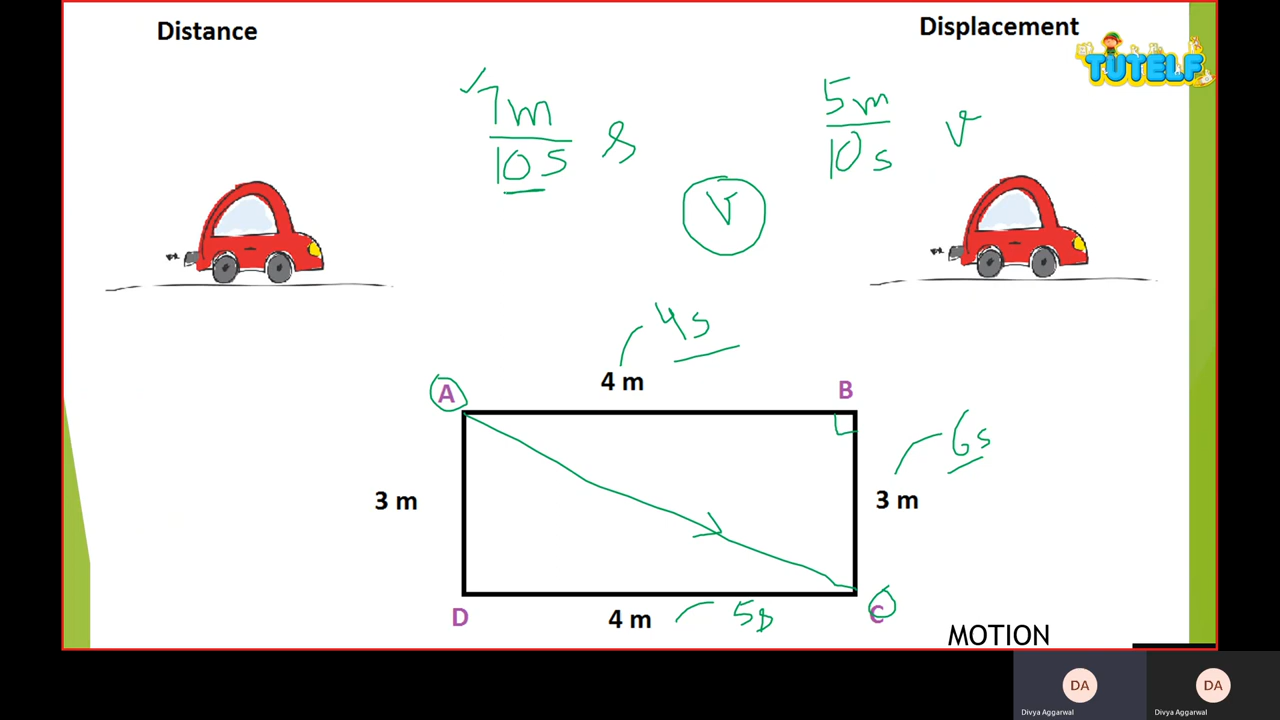 Distance
Displacement
TUTELF
7m
10s
s
5m
10s
v
V
4s
4 m
A
B
6s
3 m
3 m
D
4 m
5s
C
MOTION
DA
DA
Divya Aggarwal
Divya Aggarwal